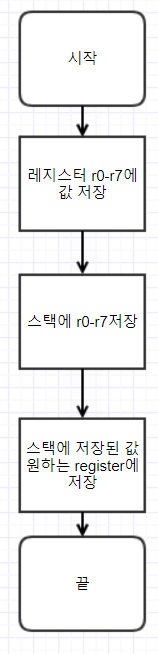 시작
레지스터 r0-r7에
값 저장
스택에 r0-r7저장
스택에 저장된 값
원하는 register에
저장
끝